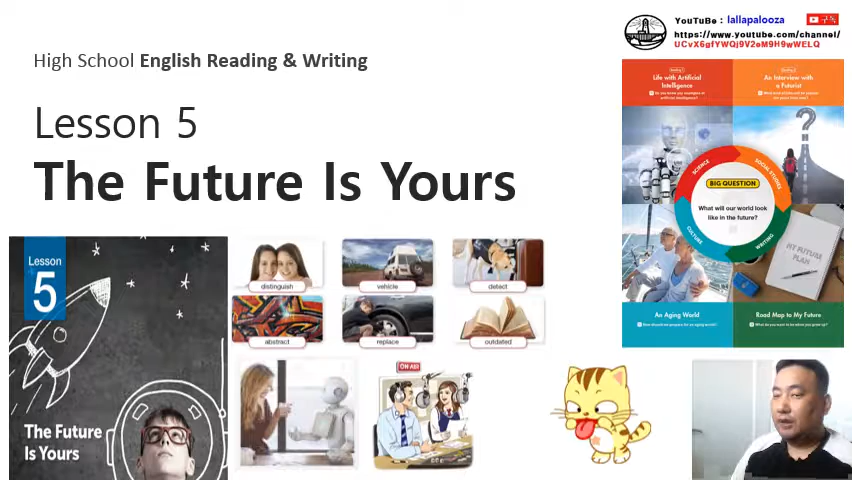 YouTuBe : lallapalooza
구독
https://www.youtube.com/channel/
UCvX6gfYWQj9V2eM9H9wWELQ
High School English Reading & Writing
Lesson 5
The Future Is Yours
Life with Artificial
Intelligence
An Interview with
a Futurist
SCIENCE
SOCIAL STUDIES
BIG QUESTION
What will our world look
like in the future?
CULTURE
WRITING
MY FUTURE
PLAN
An Aging World
Road Map to My Future
Lesson
5
The Future
Is Yours
distinguish
vehicle
detect
abstract
replace
outdated
ON AIR